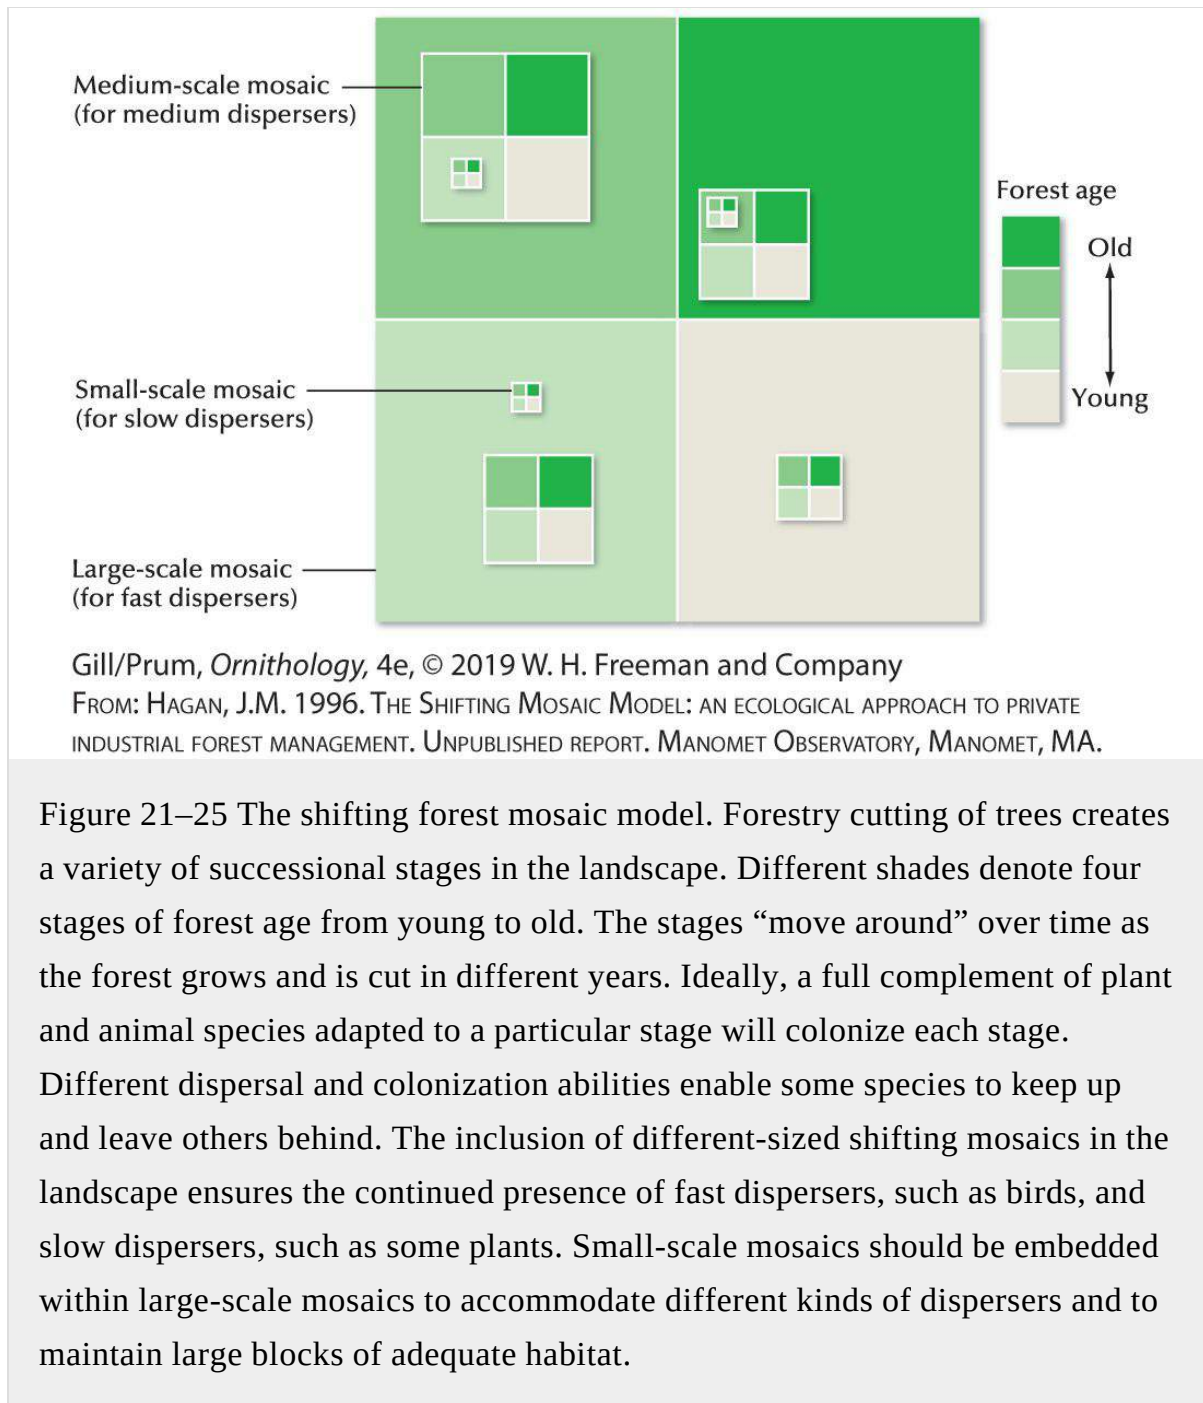 Medium-scale mosaic
(for medium dispersers)
Forest age
Old
Young
Small-scale mosaic
(for slow dispersers)
Large-scale mosaic
(for fast dispersers)
Gill/Prum, Ornithology, 4e, © 2019 W. H. Freeman and Company
FROM: HAGAN, J.M. 1996. THE SHIFTING MOSAIC MODEL: AN ECOLOGICAL APPROACH TO PRIVATE
INDUSTRIAL FOREST MANAGEMENT. UNPUBLISHED REPORT. MANOMET OBSERVATORY, MANOMET, MA.
Figure 21–25 The shifting forest mosaic model. Forestry cutting of trees creates
a variety of successional stages in the landscape. Different shades denote four
stages of forest age from young to old. The stages “move around” over time as
the forest grows and is cut in different years. Ideally, a full complement of plant
and animal species adapted to a particular stage will colonize each stage.
Different dispersal and colonization abilities enable some species to keep up
and leave others behind. The inclusion of different-sized shifting mosaics in the
landscape ensures the continued presence of fast dispersers, such as birds, and
slow dispersers, such as some plants. Small-scale mosaics should be embedded
within large-scale mosaics to accommodate different kinds of dispersers and to
maintain large blocks of adequate habitat.